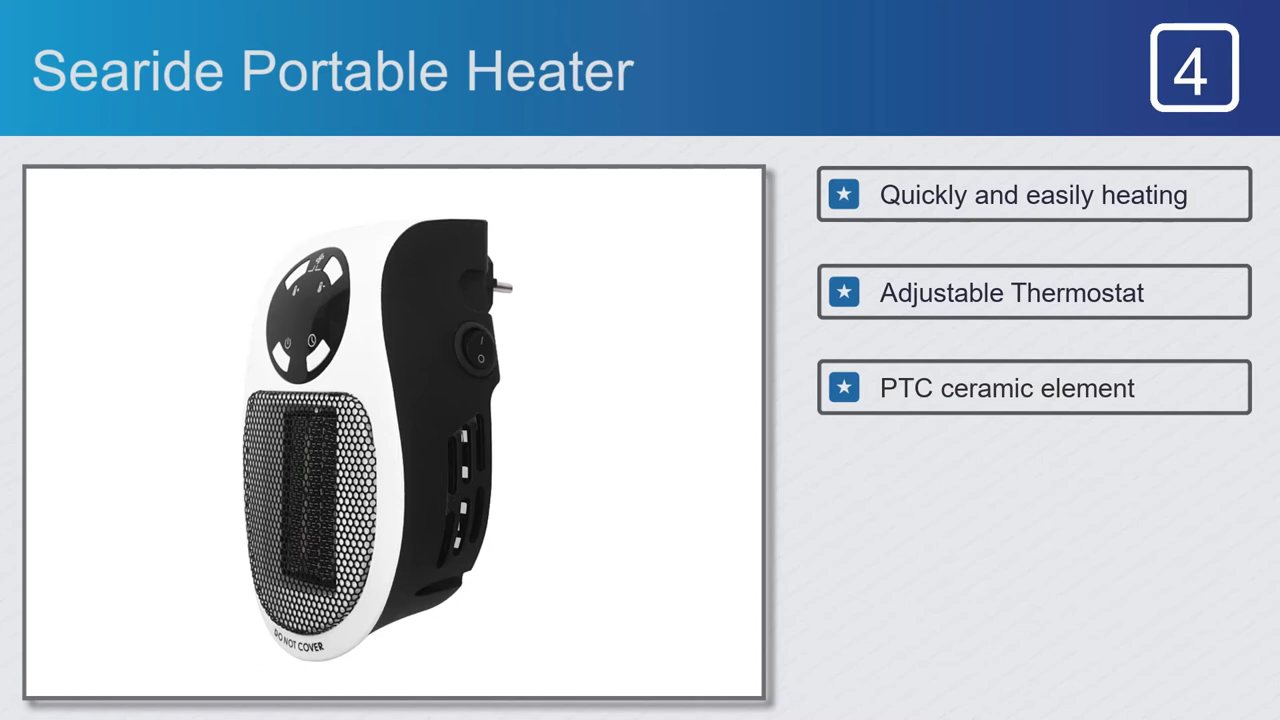 Searide Portable Heater
4
Quickly and easily heating
Adjustable Thermostat
PTC ceramic element
DO NOT COVER